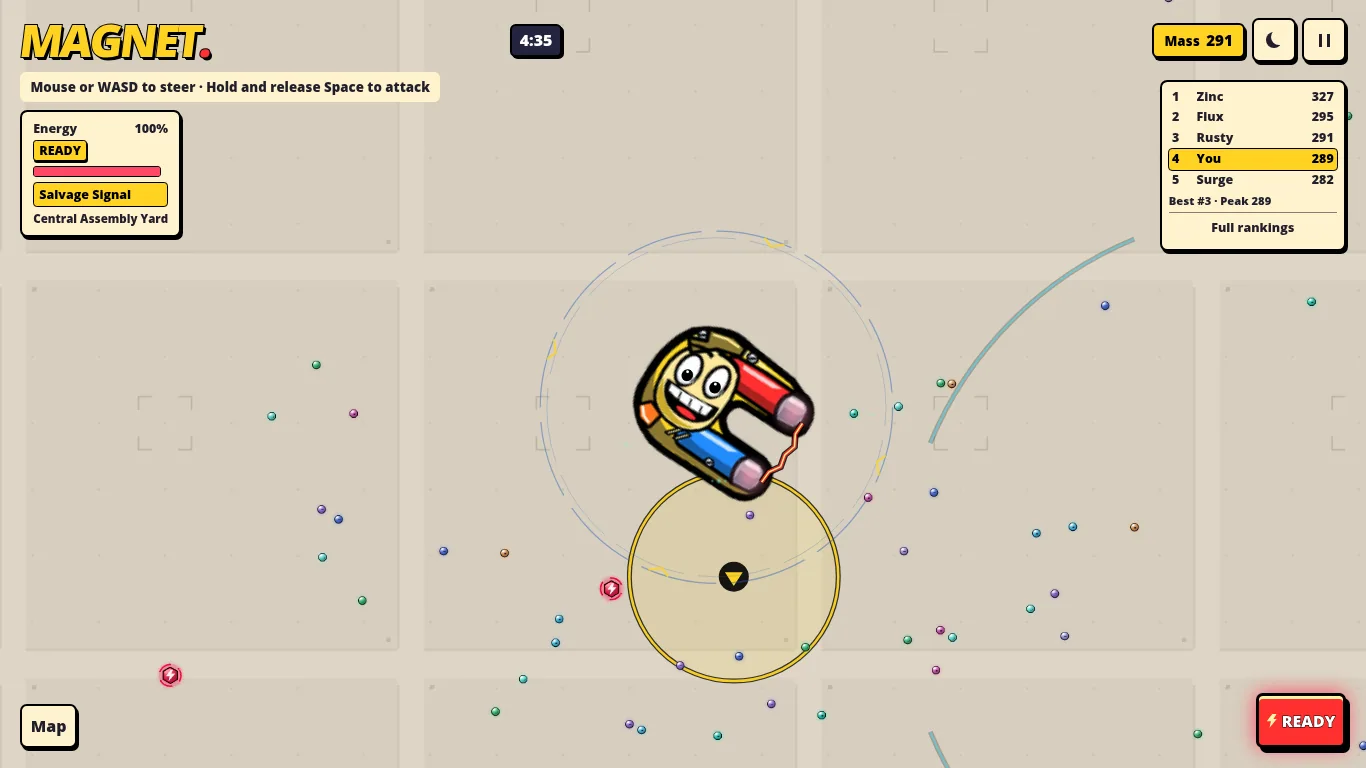 MAGNET.
4:35
Mass 291
Mouse or WASD to steer · Hold and release Space to attack
Energy 100%
READY
Salvage Signal
Central Assembly Yard
1 Zinc 327
2 Flux 295
3 Rusty 291
4 You 289
5 Surge 282
Best #3 · Peak 289
Full rankings
Map
READY